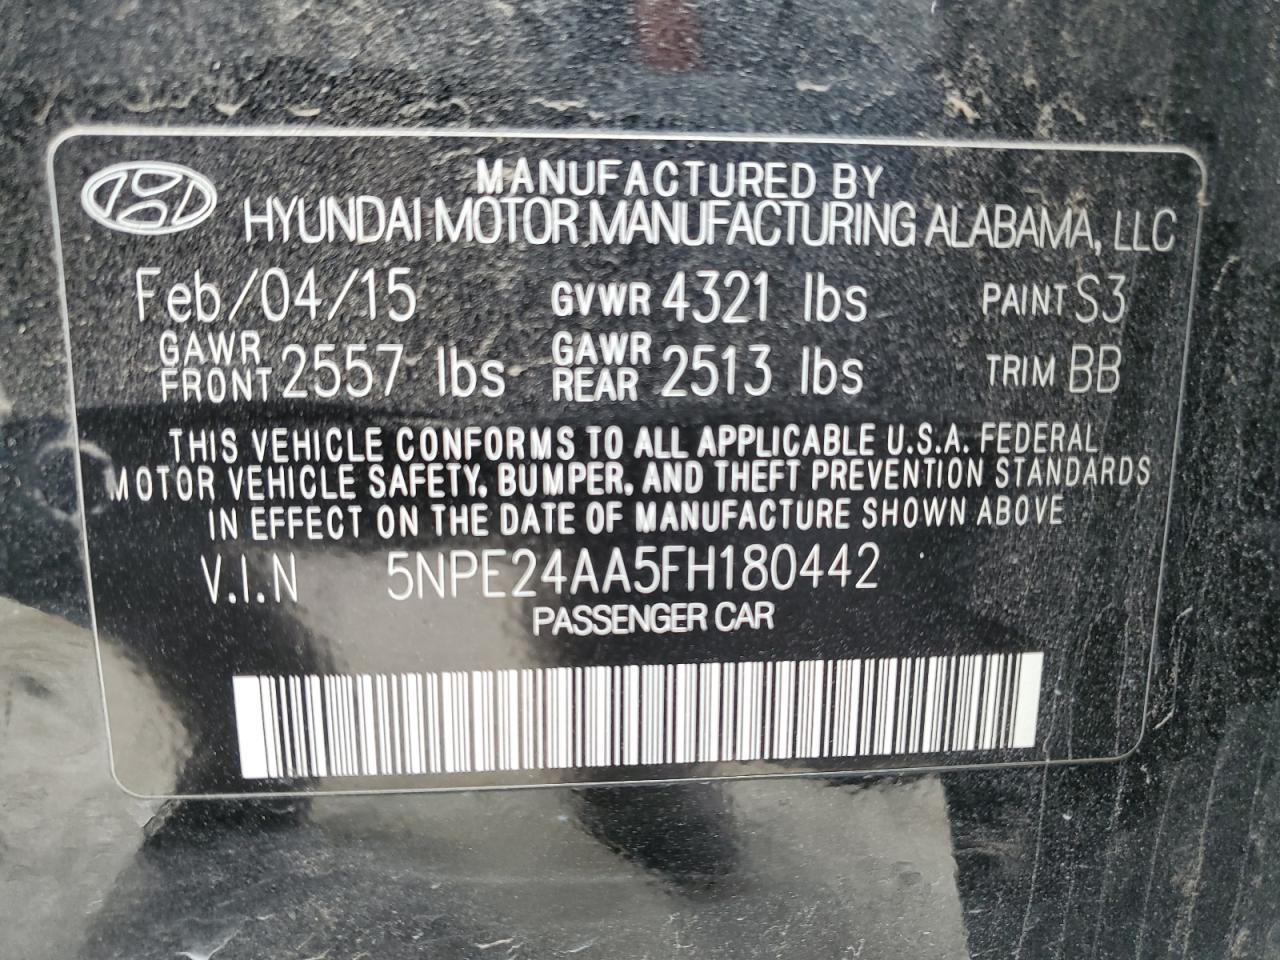 MANUFACTURED BY
HYUNDAI MOTOR MANUFACTURING ALABAMA, LLC
Feb/04/15 GVWR 4321 lbs PAINT S3
GAWR FRONT 2557 lbs GAWR REAR 2513 lbs TRIM BB
THIS VEHICLE CONFORMS TO ALL APPLICABLE U.S.A. FEDERAL
MOTOR VEHICLE SAFETY, BUMPER, AND THEFT PREVENTION STANDARDS
IN EFFECT ON THE DATE OF MANUFACTURE SHOWN ABOVE
V.I.N 5NPE24AA5FH180442
PASSENGER CAR